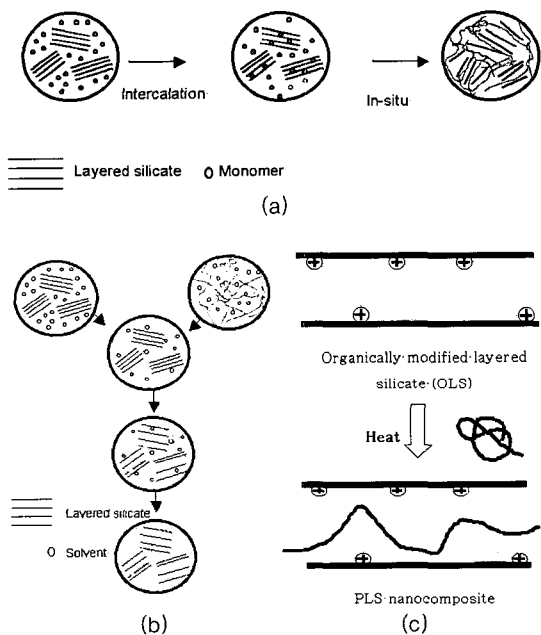 Intercalation
In-situ
Layered silicate
Monomer
(a)
Organically-modified-layered
silicate-(OLS)
Heat
Layered silicate
Solvent
PLS-nanocomposite
(b)
(c)